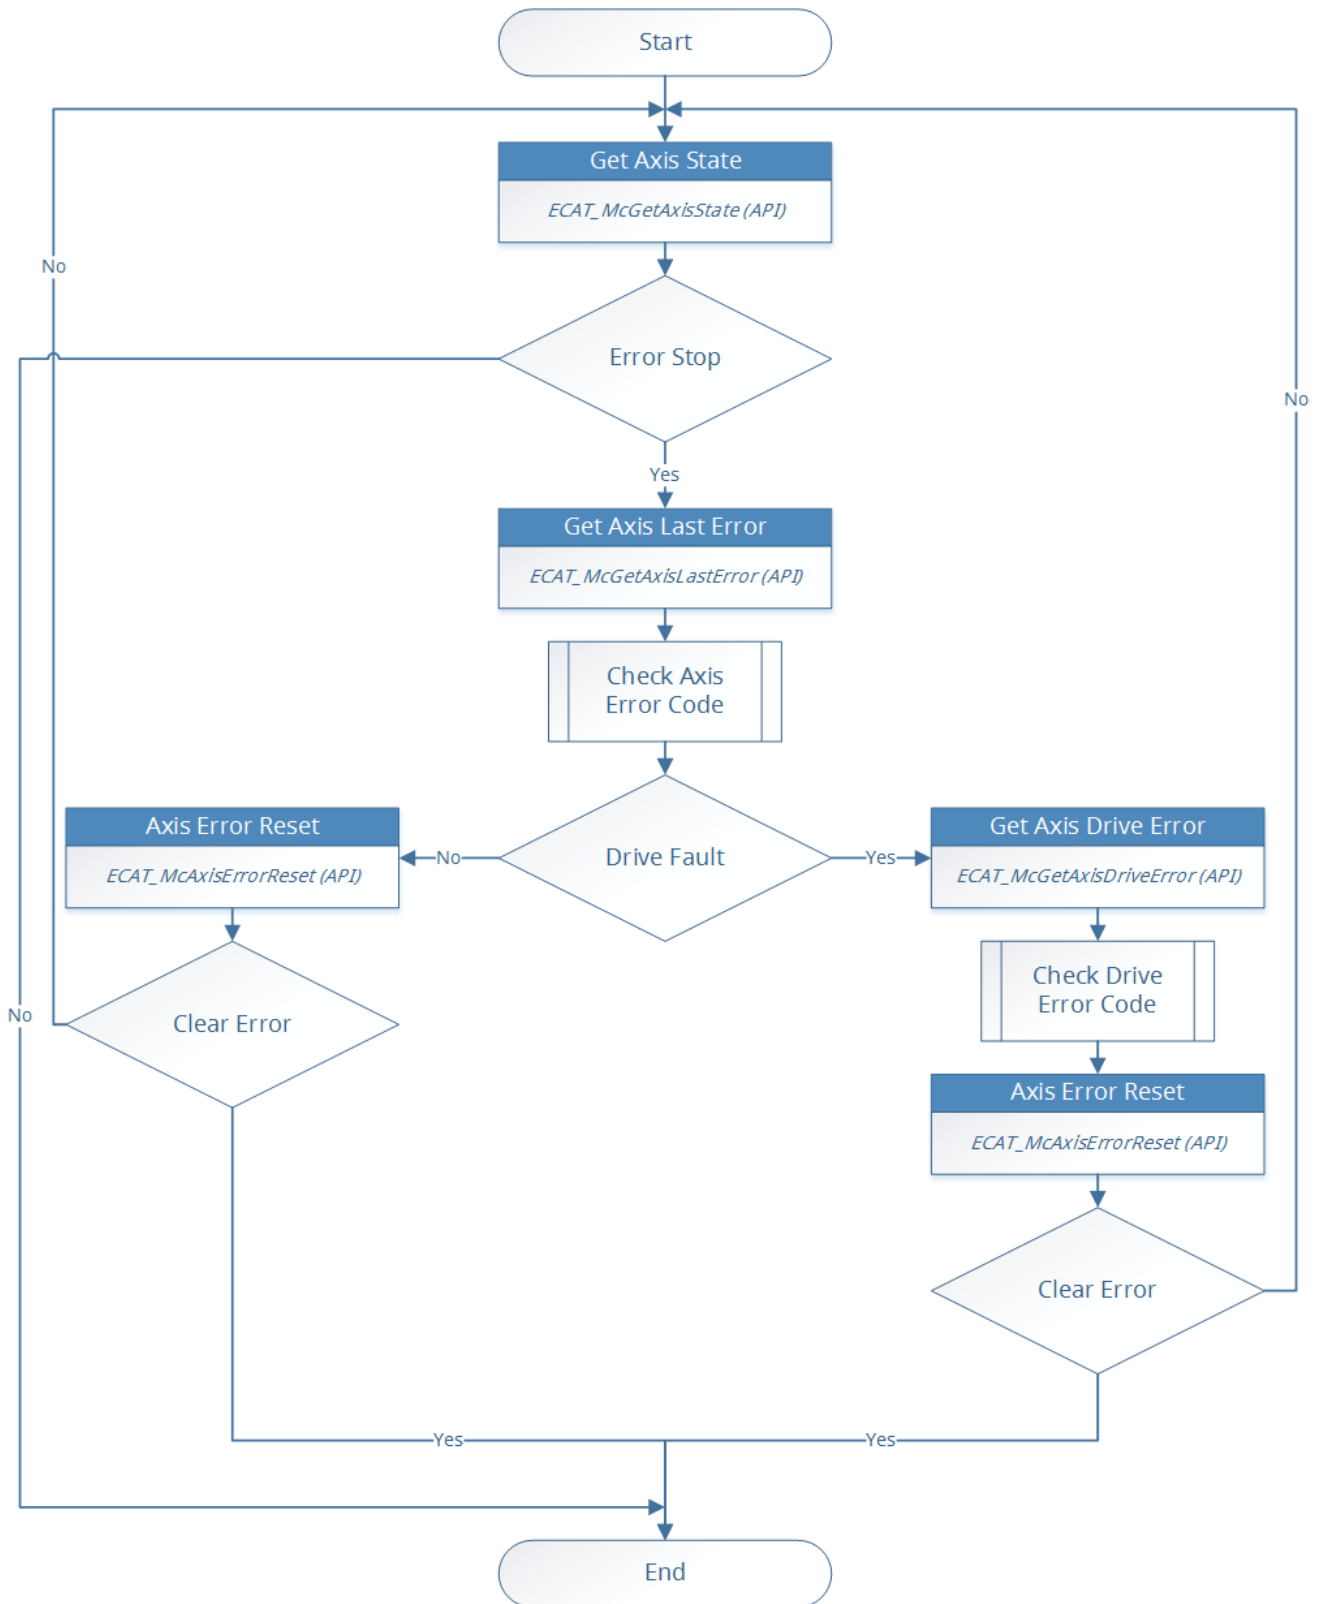 Start
Get Axis State
ECAT_McGetAxisState (API)
No
Error Stop
No
Yes
Get Axis Last Error
ECAT_McGetAxisLastError (API)
Check Axis
Error Code
Axis Error Reset
ECAT_McAxisErrorReset (API)
No
Drive Fault
Yes
Get Axis Drive Error
ECAT_McGetAxisDriveError (API)
Check Drive
Error Code
No
Clear Error
Axis Error Reset
ECAT_McAxisErrorReset (API)
Clear Error
Yes
Yes
End